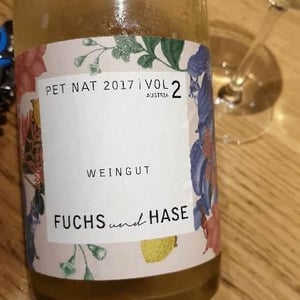 PET NAT 2017 | VOL 2
AUSTRIA
WEINGUT
FUCHS und HASE